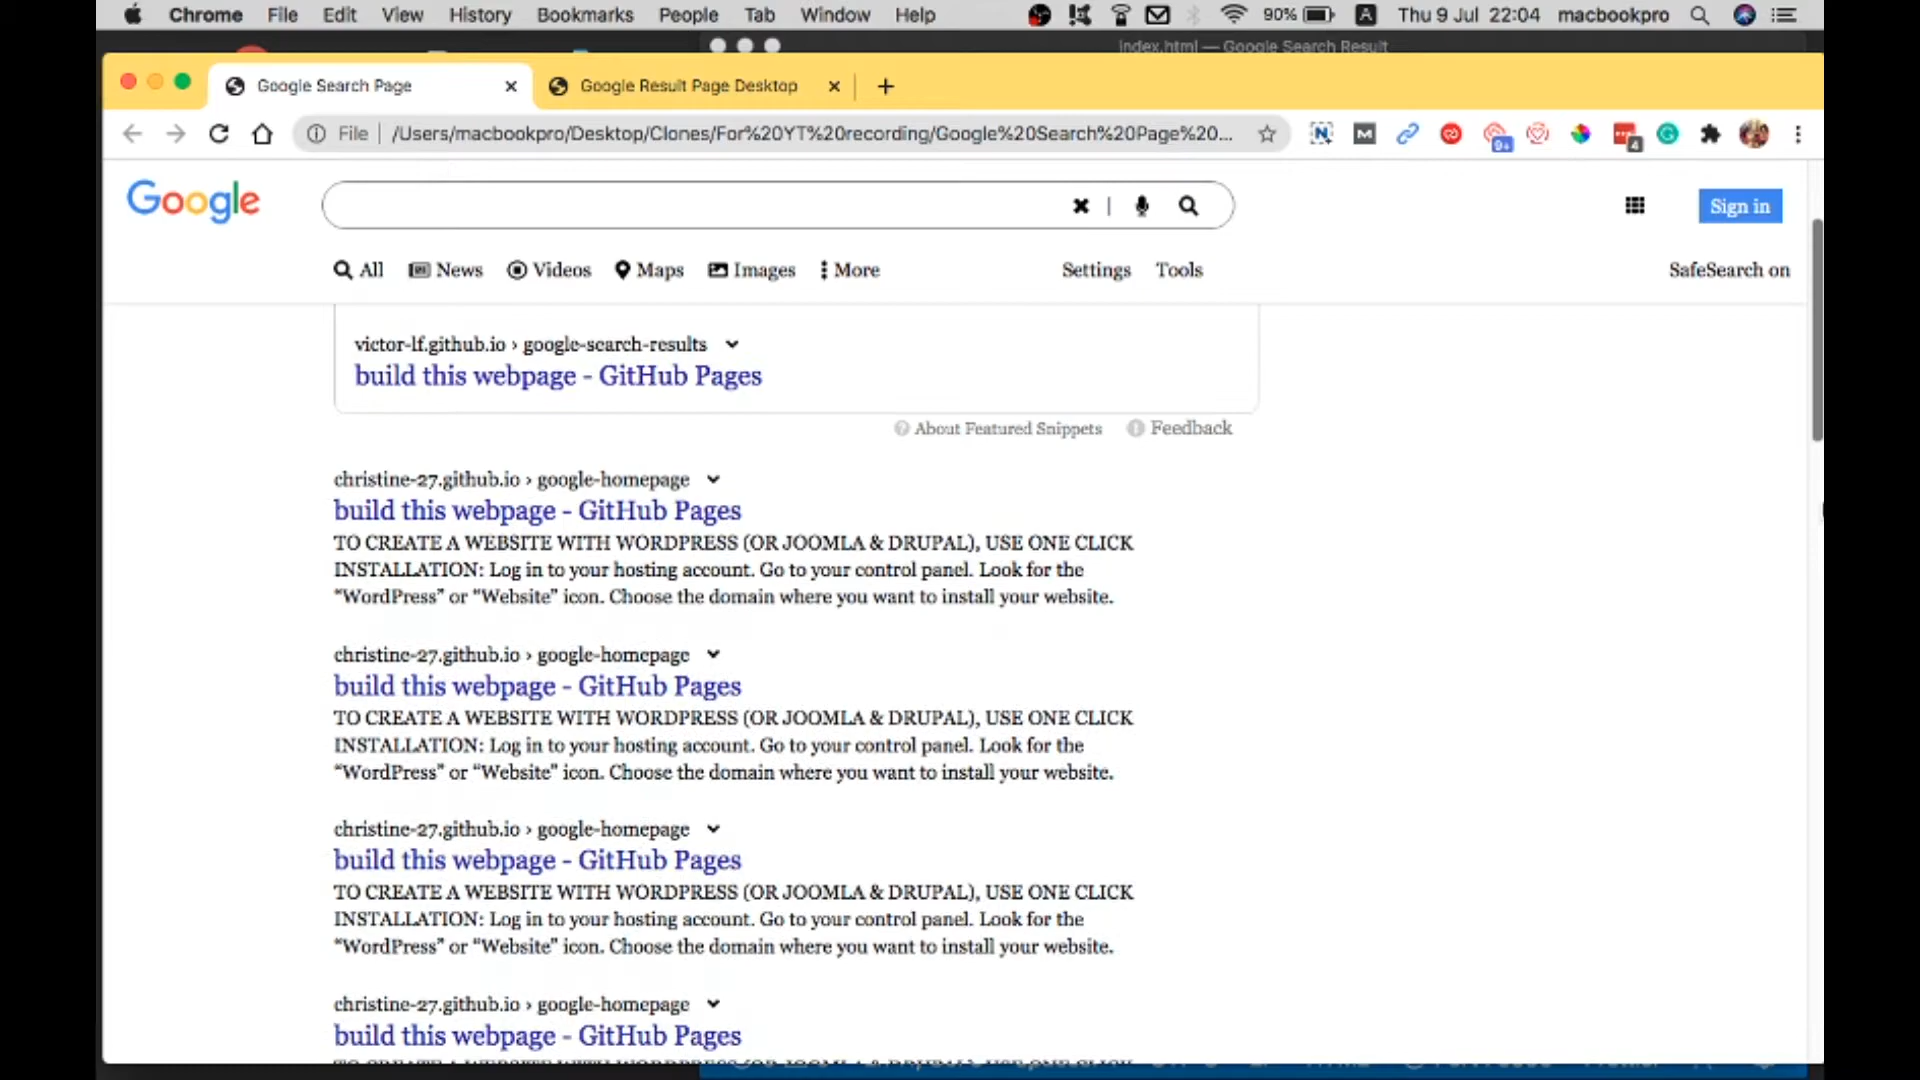 Chrome File Edit View History Bookmarks People Tab Window Help 90% A Thu 9 Jul 22:04 macbookpro
index.html — Google Search Result
Google Search Page Google Result Page Desktop
File /Users/macbookpro/Desktop/Clones/For%20YT%20recording/Google%20Search%20Page%20...
Google Sign in
All News Videos Maps Images More Settings Tools SafeSearch on
victor-lf.github.io › google-search-results
build this webpage - GitHub Pages
About Featured Snippets Feedback
christine-27.github.io › google-homepage
build this webpage - GitHub Pages
TO CREATE A WEBSITE WITH WORDPRESS (OR JOOMLA & DRUPAL), USE ONE CLICK
INSTALLATION: Log in to your hosting account. Go to your control panel. Look for the
“WordPress” or “Website” icon. Choose the domain where you want to install your website.
christine-27.github.io › google-homepage
build this webpage - GitHub Pages
TO CREATE A WEBSITE WITH WORDPRESS (OR JOOMLA & DRUPAL), USE ONE CLICK
INSTALLATION: Log in to your hosting account. Go to your control panel. Look for the
“WordPress” or “Website” icon. Choose the domain where you want to install your website.
christine-27.github.io › google-homepage
build this webpage - GitHub Pages
TO CREATE A WEBSITE WITH WORDPRESS (OR JOOMLA & DRUPAL), USE ONE CLICK
INSTALLATION: Log in to your hosting account. Go to your control panel. Look for the
“WordPress” or “Website” icon. Choose the domain where you want to install your website.
christine-27.github.io › google-homepage
build this webpage - GitHub Pages